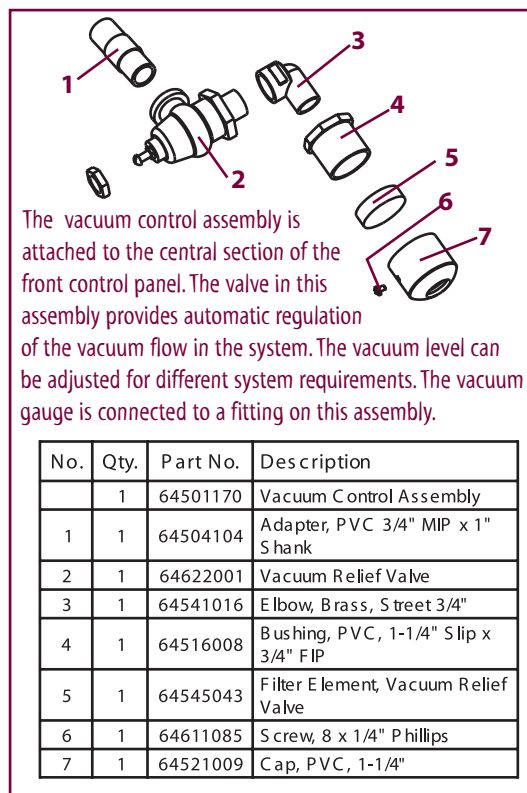 1
2
3
4
5
6
7
The vacuum control assembly is
attached to the central section of the
front control panel. The valve in this
assembly provides automatic regulation
of the vacuum flow in the system. The vacuum level can
be adjusted for different system requirements. The vacuum
gauge is connected to a fitting on this assembly.
No. Qty. Part No. Description
1 64501170 Vacuum Control Assembly
1 1 64504104 Adapter, PVC 3/4" MIP x 1"
Shank
2 1 64622001 Vacuum Relief Valve
3 1 64541016 Elbow, Brass, Street 3/4"
4 1 64516008 Bushing, PVC, 1-1/4" Slip x
3/4" FIP
5 1 64545043 Filter Element, Vacuum Relief
Valve
6 1 64611085 Screw, 8 x 1/4" Phillips
7 1 64521009 Cap, PVC, 1-1/4"